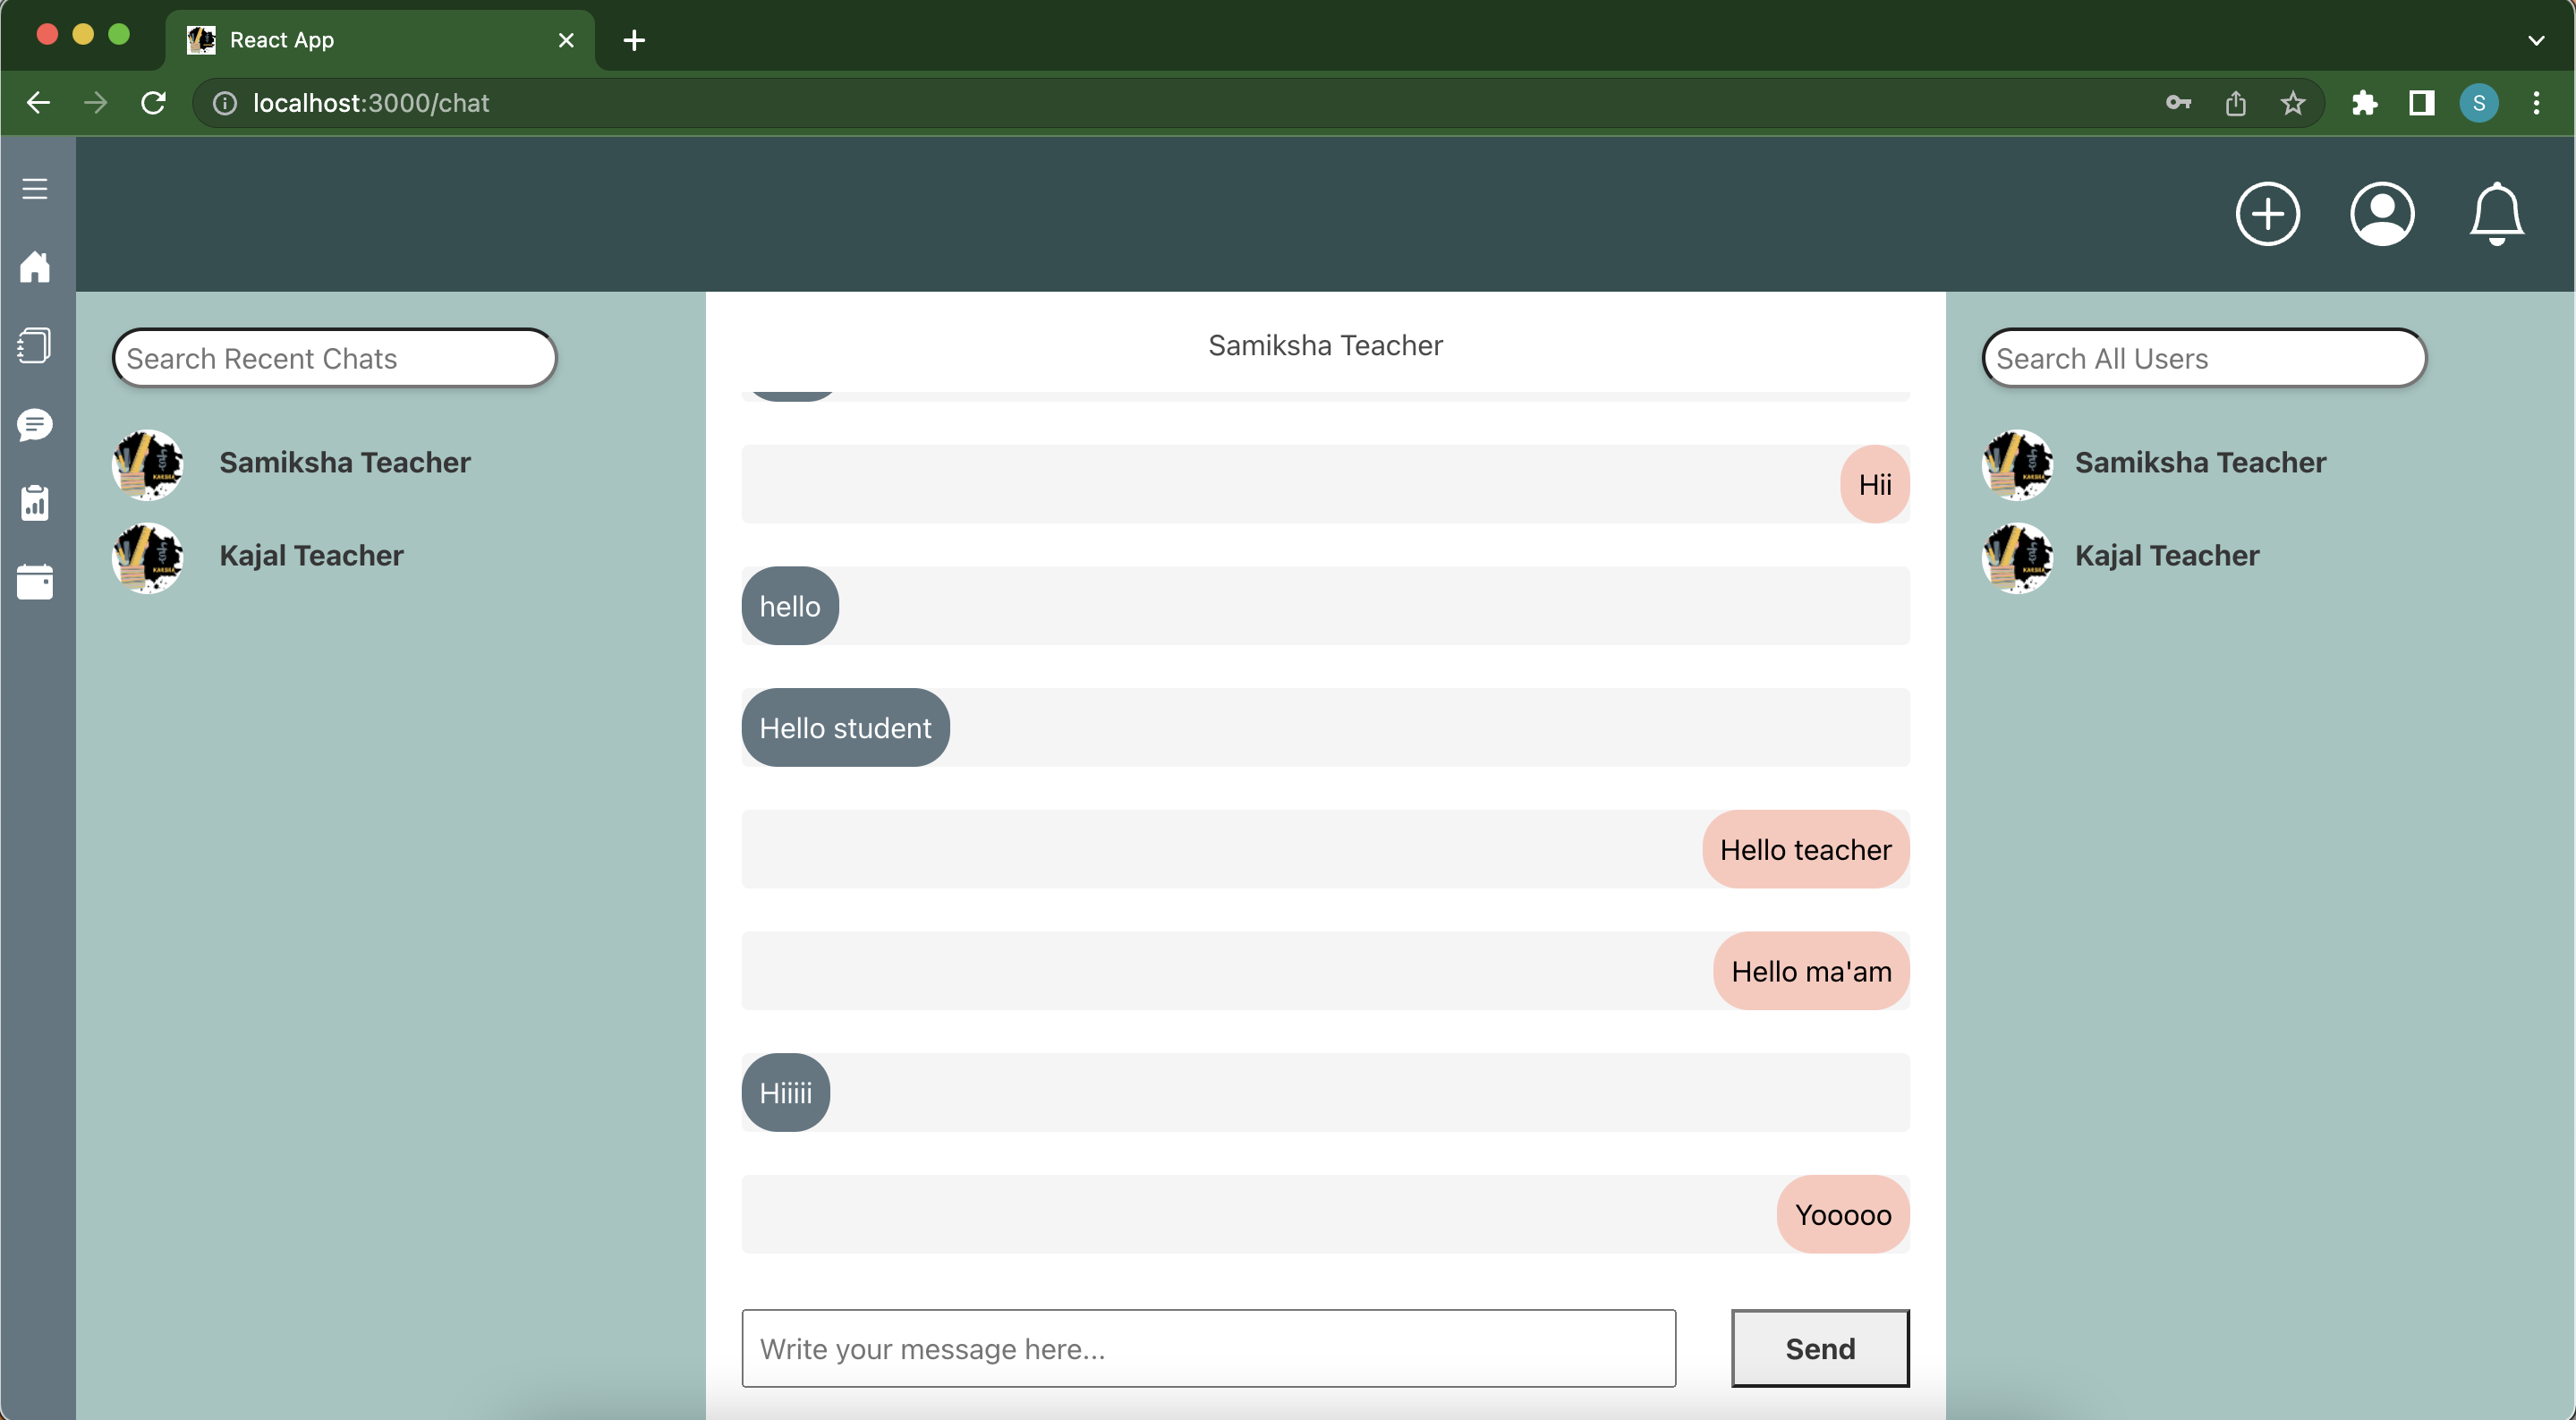 React App
localhost:3000/chat
S
Search Recent Chats
Samiksha Teacher
Kajal Teacher
Samiksha Teacher
Hii
hello
Hello student
Hello teacher
Hello ma'am
Hiiiii
Yooooo
Write your message here...
Send
Search All Users
Samiksha Teacher
Kajal Teacher